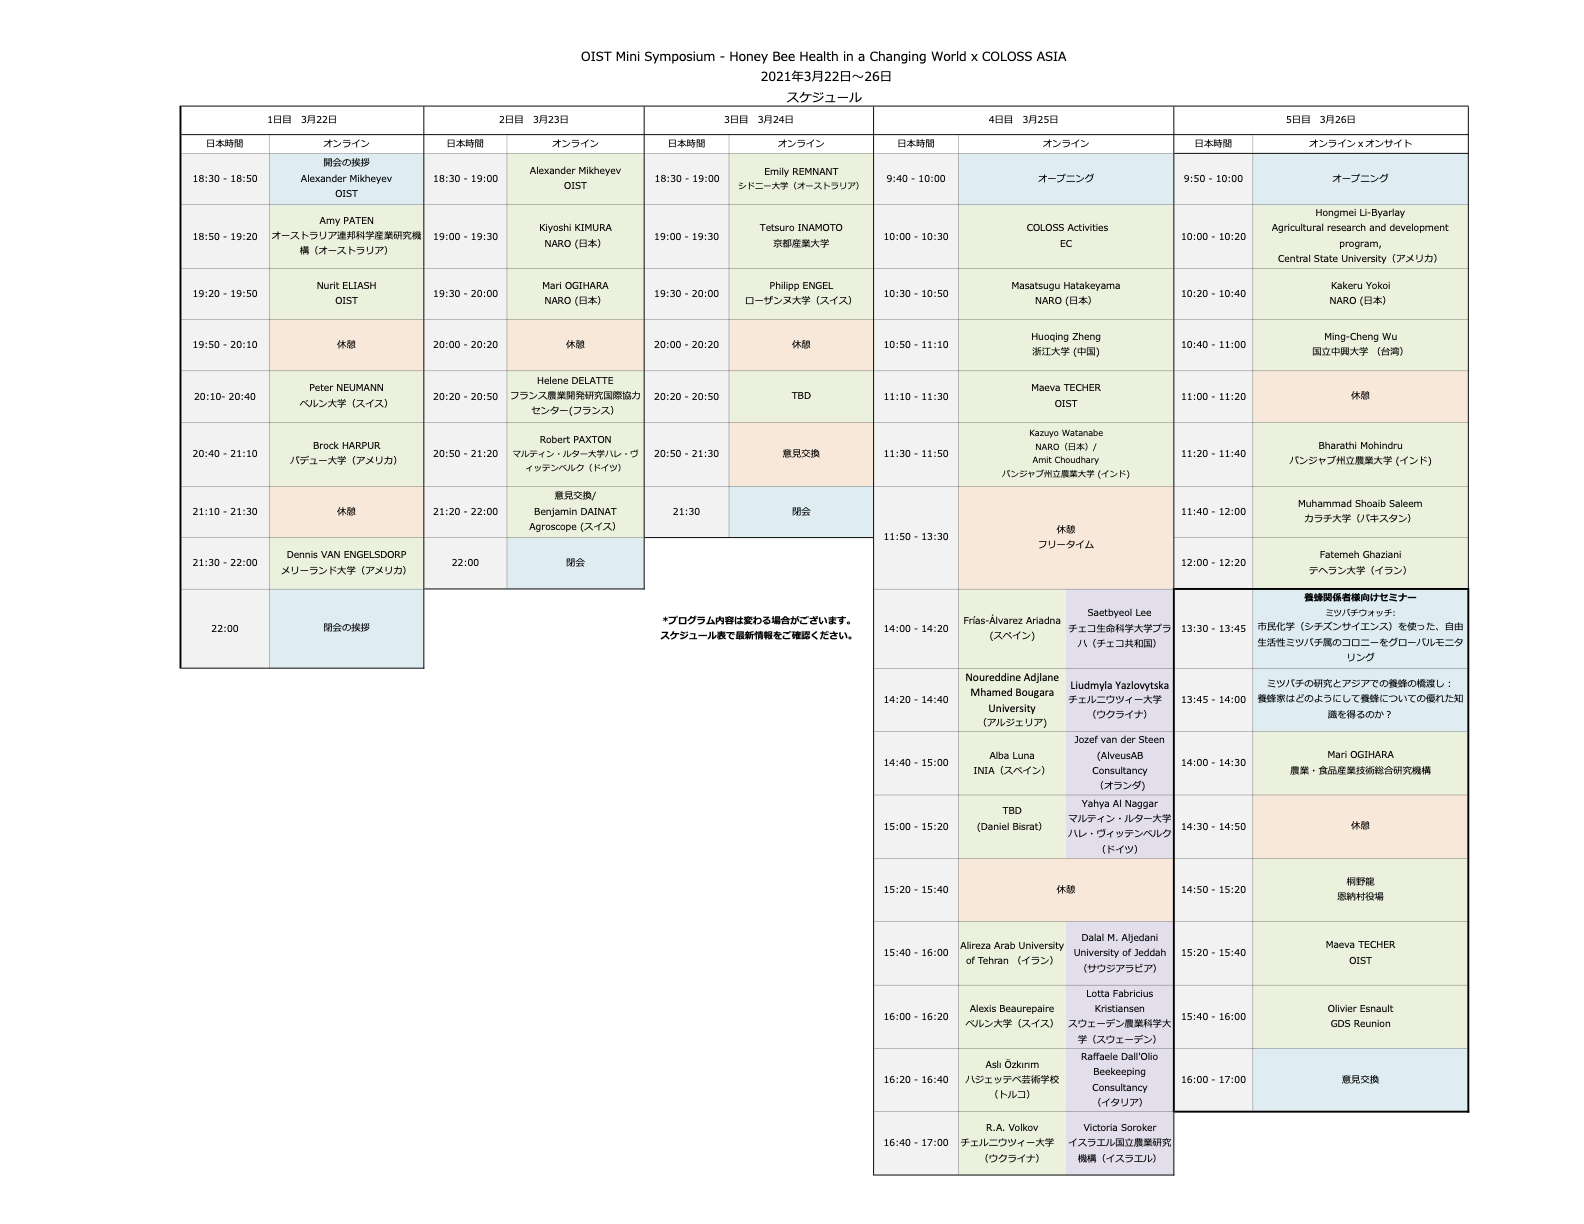 OIST Mini Symposium - Honey Bee Health in a Changing World x COLOSS ASIA
2021年3月22日～26日
スケジュール
1日目 3月22日
日本時間
オンライン
18:30 - 18:50
開会の挨拶
Alexander Mikheyev
OIST
18:50 - 19:20
Amy PATEN
オーストラリア連邦科学産業研究機
構（オーストラリア）
19:20 - 19:50
Nurit ELIASH
OIST
19:50 - 20:10
休憩
20:10- 20:40
Peter NEUMANN
ベルン大学（スイス）
20:40 - 21:10
Brock HARPUR
パデュー大学（アメリカ）
21:10 - 21:30
休憩
21:30 - 22:00
Dennis VAN ENGELSDORP
メリーランド大学（アメリカ）
22:00
閉会の挨拶
2日目 3月23日
日本時間
オンライン
18:30 - 19:00
Alexander Mikheyev
OIST
19:00 - 19:30
Kiyoshi KIMURA
NARO (日本）
19:30 - 20:00
Mari OGIHARA
NARO (日本）
20:00 - 20:20
休憩
20:20 - 20:50
Helene DELATTE
フランス農業開発研究国際協力
センター(フランス）
20:50 - 21:20
Robert PAXTON
マルティン・ルター大学ハレ・ヴ
ィッテンベルク（ドイツ）
21:20 - 22:00
意見交換/
Benjamin DAINAT
Agroscope (スイス）
22:00
閉会
3日目 3月24日
日本時間
オンライン
18:30 - 19:00
Emily REMNANT
シドニー大学（オーストラリア）
19:00 - 19:30
Tetsuro INAMOTO
京都産業大学
19:30 - 20:00
Philipp ENGEL
ローザンヌ大学（スイス）
20:00 - 20:20
休憩
20:20 - 20:50
TBD
20:50 - 21:30
意見交換
21:30
閉会
*プログラム内容は変わる場合がございます。
スケジュール表で最新情報をご確認ください。
4日目 3月25日
日本時間
オンライン
9:40 - 10:00
オープニング
10:00 - 10:30
COLOSS Activities
EC
10:30 - 10:50
Masatsugu Hatakeyama
NARO (日本）
10:50 - 11:10
Huoqing Zheng
浙江大学 (中国)
11:10 - 11:30
Maeva TECHER
OIST
11:30 - 11:50
Kazuyo Watanabe
NARO（日本）/
Amit Choudhary
パンジャブ州立農業大学 (インド)
11:50 - 13:30
休憩
フリータイム
14:00 - 14:20
Frías-Álvarez Ariadna
（スペイン）
Saetbyeol Lee
チェコ生命科学大学プラ
ハ（チェコ共和国）
14:20 - 14:40
Noureddine Adjlane
Mhamed Bougara
University
（アルジェリア)
Liudmyla Yazlovytska
チェルニウツィー大学
（ウクライナ）
14:40 - 15:00
Alba Luna
INIA（スペイン）
Jozef van der Steen
(AlveusAB
Consultancy
（オランダ)
15:00 - 15:20
TBD
(Daniel Bisrat）
Yahya Al Naggar
マルティン・ルター大学
ハレ・ヴィッテンベルク
（ドイツ）
15:20 - 15:40
休憩
15:40 - 16:00
Alireza Arab University
of Tehran （イラン）
Dalal M. Aljedani
University of Jeddah
（サウジアラビア）
16:00 - 16:20
Alexis Beaurepaire
ベルン大学（スイス）
Lotta Fabricius
Kristiansen
スウェーデン農業科学大
学（スウェーデン）
16:20 - 16:40
Aslı Özkırım
ハジェッテペ芸術学校
（トルコ）
Raffaele Dall'Olio
Beekeeping
Consultancy
（イタリア）
16:40 - 17:00
R.A. Volkov
チェルニウツィー大学
（ウクライナ）
Victoria Soroker
イスラエル国立農業研究
機構（イスラエル）
5日目 3月26日
日本時間
オンライン x オンサイト
9:50 - 10:00
オープニング
10:00 - 10:20
Hongmei Li-Byarlay
Agricultural research and development
program,
Central State University（アメリカ）
10:20 - 10:40
Kakeru Yokoi
NARO (日本）
10:40 - 11:00
Ming-Cheng Wu
国立中興大学 （台湾）
11:00 - 11:20
休憩
11:20 - 11:40
Bharathi Mohindru
パンジャブ州立農業大学 (インド)
11:40 - 12:00
Muhammad Shoaib Saleem
カラチ大学（パキスタン）
12:00 - 12:20
Fatemeh Ghaziani
テヘラン大学（イラン）
13:30 - 13:45
養蜂関係者様向けセミナー
ミツバチウォッチ:
市民化学（シチズンサイエンス）を使った、自由
生活性ミツバチ属のコロニーをグローバルモニタ
リング
13:45 - 14:00
ミツバチの研究とアジアでの養蜂の橋渡し：
養蜂家はどのようにして養蜂についての優れた知
識を得るのか？
14:00 - 14:30
Mari OGIHARA
農業・食品産業技術総合研究機構
14:30 - 14:50
休憩
14:50 - 15:20
桐野龍
恩納村役場
15:20 - 15:40
Maeva TECHER
OIST
15:40 - 16:00
Olivier Esnault
GDS Reunion
16:00 - 17:00
意見交換